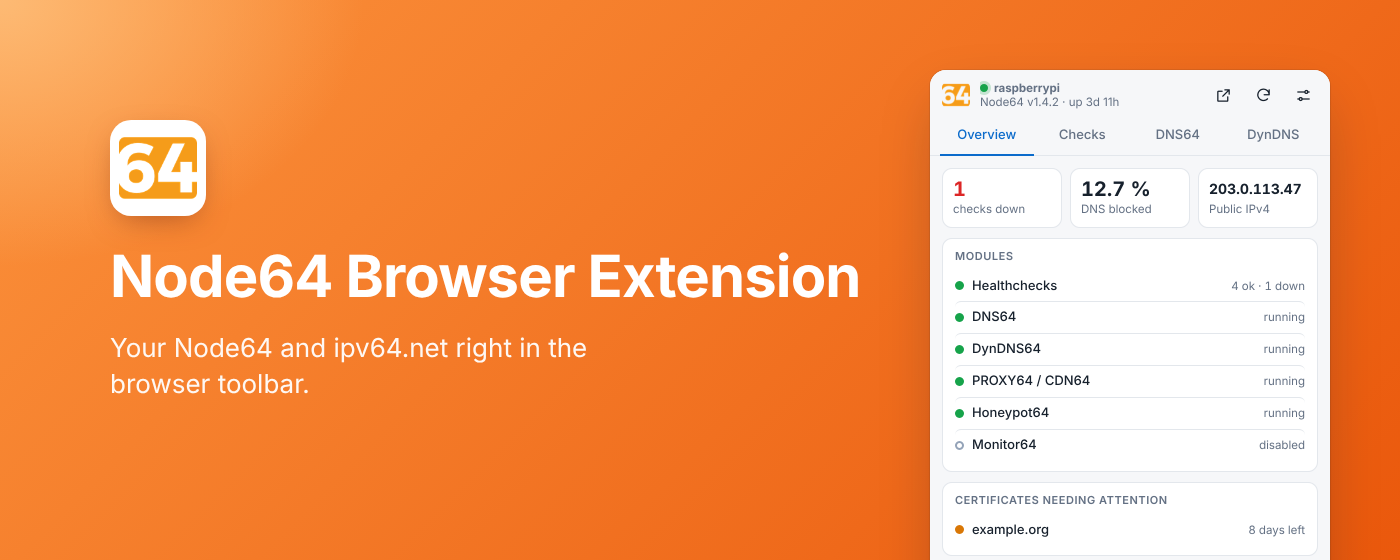 64
Node64 Browser Extension
Your Node64 and ipv64.net right in the
browser toolbar.
64
raspberrypi
Node64 v1.4.2 · up 3d 11h
Overview Checks DNS64 DynDNS
1
checks down
12.7 %
DNS blocked
203.0.113.47
Public IPv4
MODULES
Healthchecks 4 ok · 1 down
DNS64 running
DynDNS64 running
PROXY64 / CDN64 running
Honeypot64 running
Monitor64 disabled
CERTIFICATES NEEDING ATTENTION
example.org 8 days left